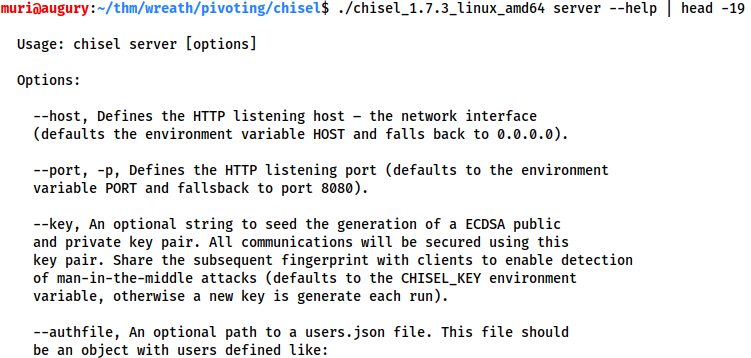 muri@augury:~/thm/wreath/pivoting/chisel$ ./chisel_1.7.3_linux_amd64 server --help | head -19
Usage: chisel server [options]
Options:
--host, Defines the HTTP listening host – the network interface
(defaults the environment variable HOST and falls back to 0.0.0.0).
--port, -p, Defines the HTTP listening port (defaults to the environment
variable PORT and fallsback to port 8080).
--key, An optional string to seed the generation of a ECDSA public
and private key pair. All communications will be secured using this
key pair. Share the subsequent fingerprint with clients to enable detection
of man-in-the-middle attacks (defaults to the CHISEL_KEY environment
variable, otherwise a new key is generate each run).
--authfile, An optional path to a users.json file. This file should
be an object with users defined like: